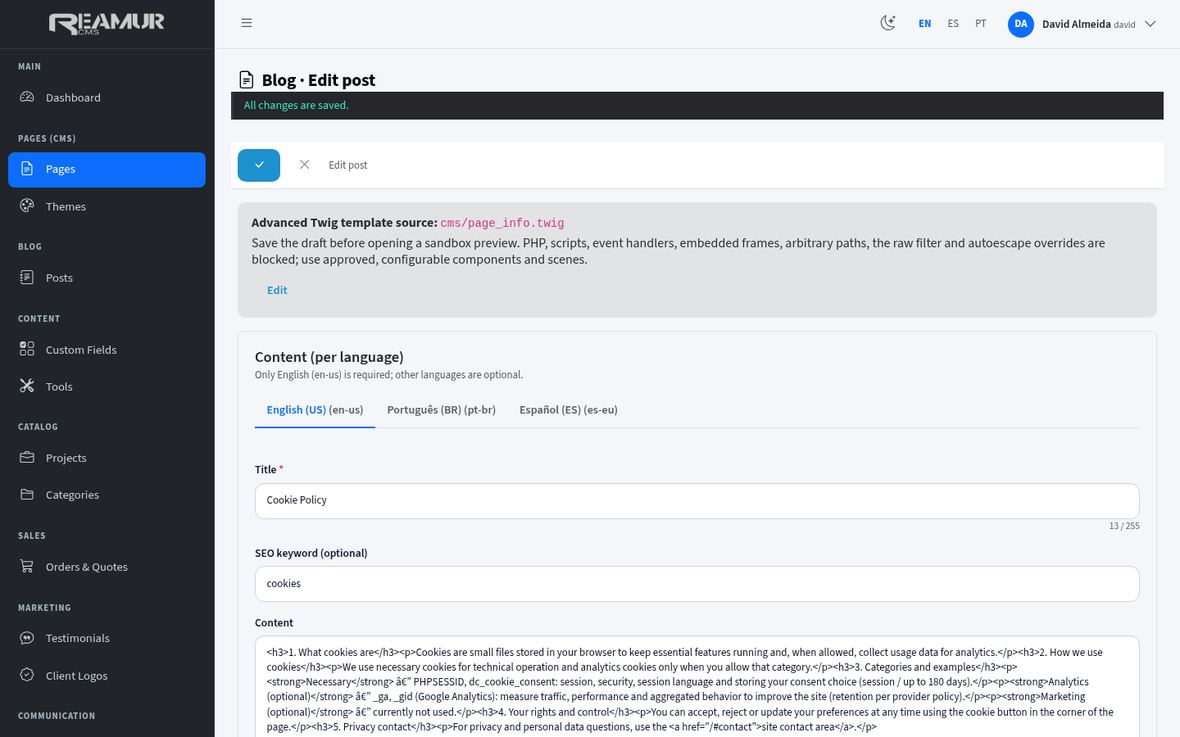 REAMUR
CMS
EN ES PT DA David Almeida david
MAIN
Dashboard
PAGES (CMS)
Pages
Themes
BLOG
Posts
CONTENT
Custom Fields
Tools
CATALOG
Projects
Categories
SALES
Orders & Quotes
MARKETING
Testimonials
Client Logos
COMMUNICATION
Blog · Edit post
All changes are saved.
Edit post
Advanced Twig template source: cms/page_info.twig
Save the draft before opening a sandbox preview. PHP, scripts, event handlers, embedded frames, arbitrary paths, the raw filter and autoescape overrides are
blocked; use approved, configurable components and scenes.
Edit
Content (per language)
Only English (en-us) is required; other languages are optional.
English (US) (en-us) Português (BR) (pt-br) Español (ES) (es-eu)
Title *
Cookie Policy
13 / 255
SEO keyword (optional)
cookies
Content
<h3>1. What cookies are</h3><p>Cookies are small files stored in your browser to keep essential features running and, when allowed, collect usage data for analytics.</p><h3>2. How we use
cookies</h3><p>We use necessary cookies for technical operation and analytics cookies only when you allow that category.</p><h3>3. Categories and examples</h3><p>
<strong>Necessary</strong> â€” PHPSESSID, dc_cookie_consent: session, security, session language and storing your consent choice (session / up to 180 days).</p><p><strong>Analytics
(optional)</strong> â€” _ga, _gid (Google Analytics): measure traffic, performance and aggregated behavior to improve the site (retention per provider policy).</p><p><strong>Marketing
(optional)</strong> â€” currently not used.</p><h3>4. Your rights and control</h3><p>You can accept, reject or update your preferences at any time using the cookie button in the corner of the
page.</p><h3>5. Privacy contact</h3><p>For privacy and personal data questions, use the <a href="/#contact">site contact area</a>.</p>